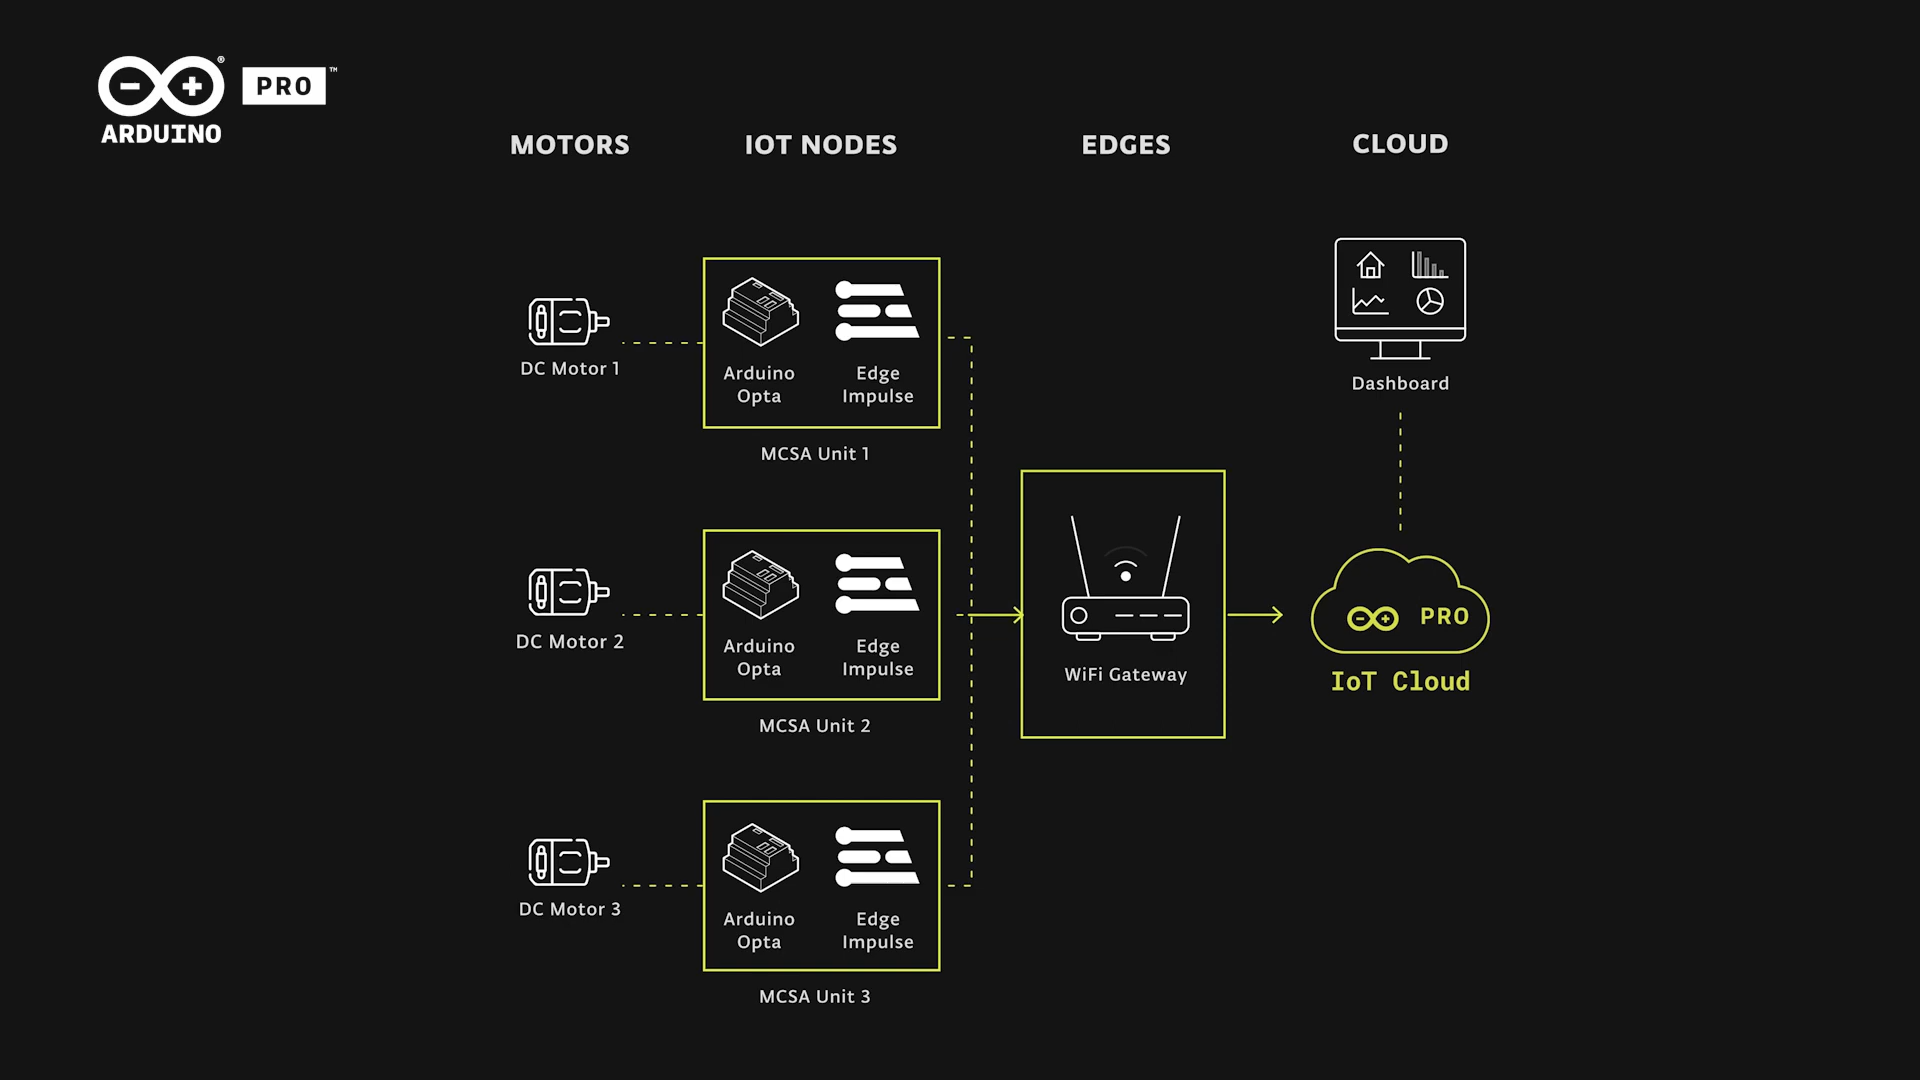 ARDUINO
PRO
MOTORS
IOT NODES
EDGES
CLOUD
DC Motor 1
Arduino
Opta
Edge
Impulse
MCSA Unit 1
Dashboard
DC Motor 2
Arduino
Opta
Edge
Impulse
MCSA Unit 2
WiFi Gateway
PRO
IoT Cloud
DC Motor 3
Arduino
Opta
Edge
Impulse
MCSA Unit 3